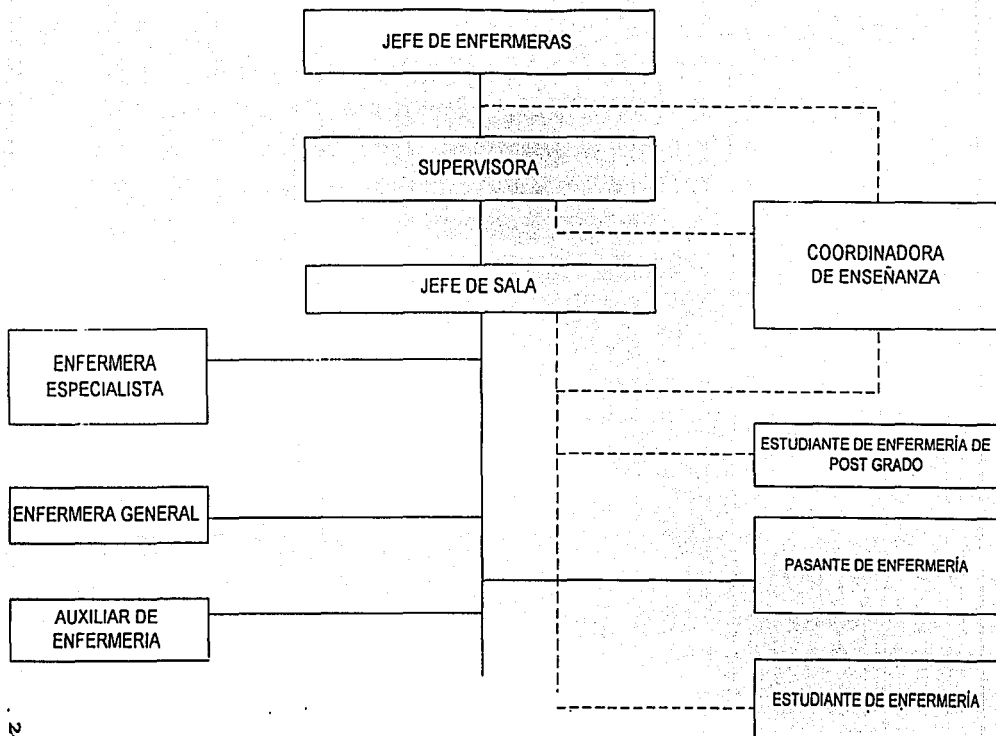 JEFE DE ENFERMERAS
SUPERVISORA
COORDINADORA
DE ENSEÑANZA
JEFE DE SALA
ENFERMERA
ESPECIALISTA
ESTUDIANTE DE ENFERMERÍA DE
POST GRADO
ENFERMERA GENERAL
PASANTE DE ENFERMERÍA
AUXILIAR DE
ENFERMERIA
ESTUDIANTE DE ENFERMERÍA
2